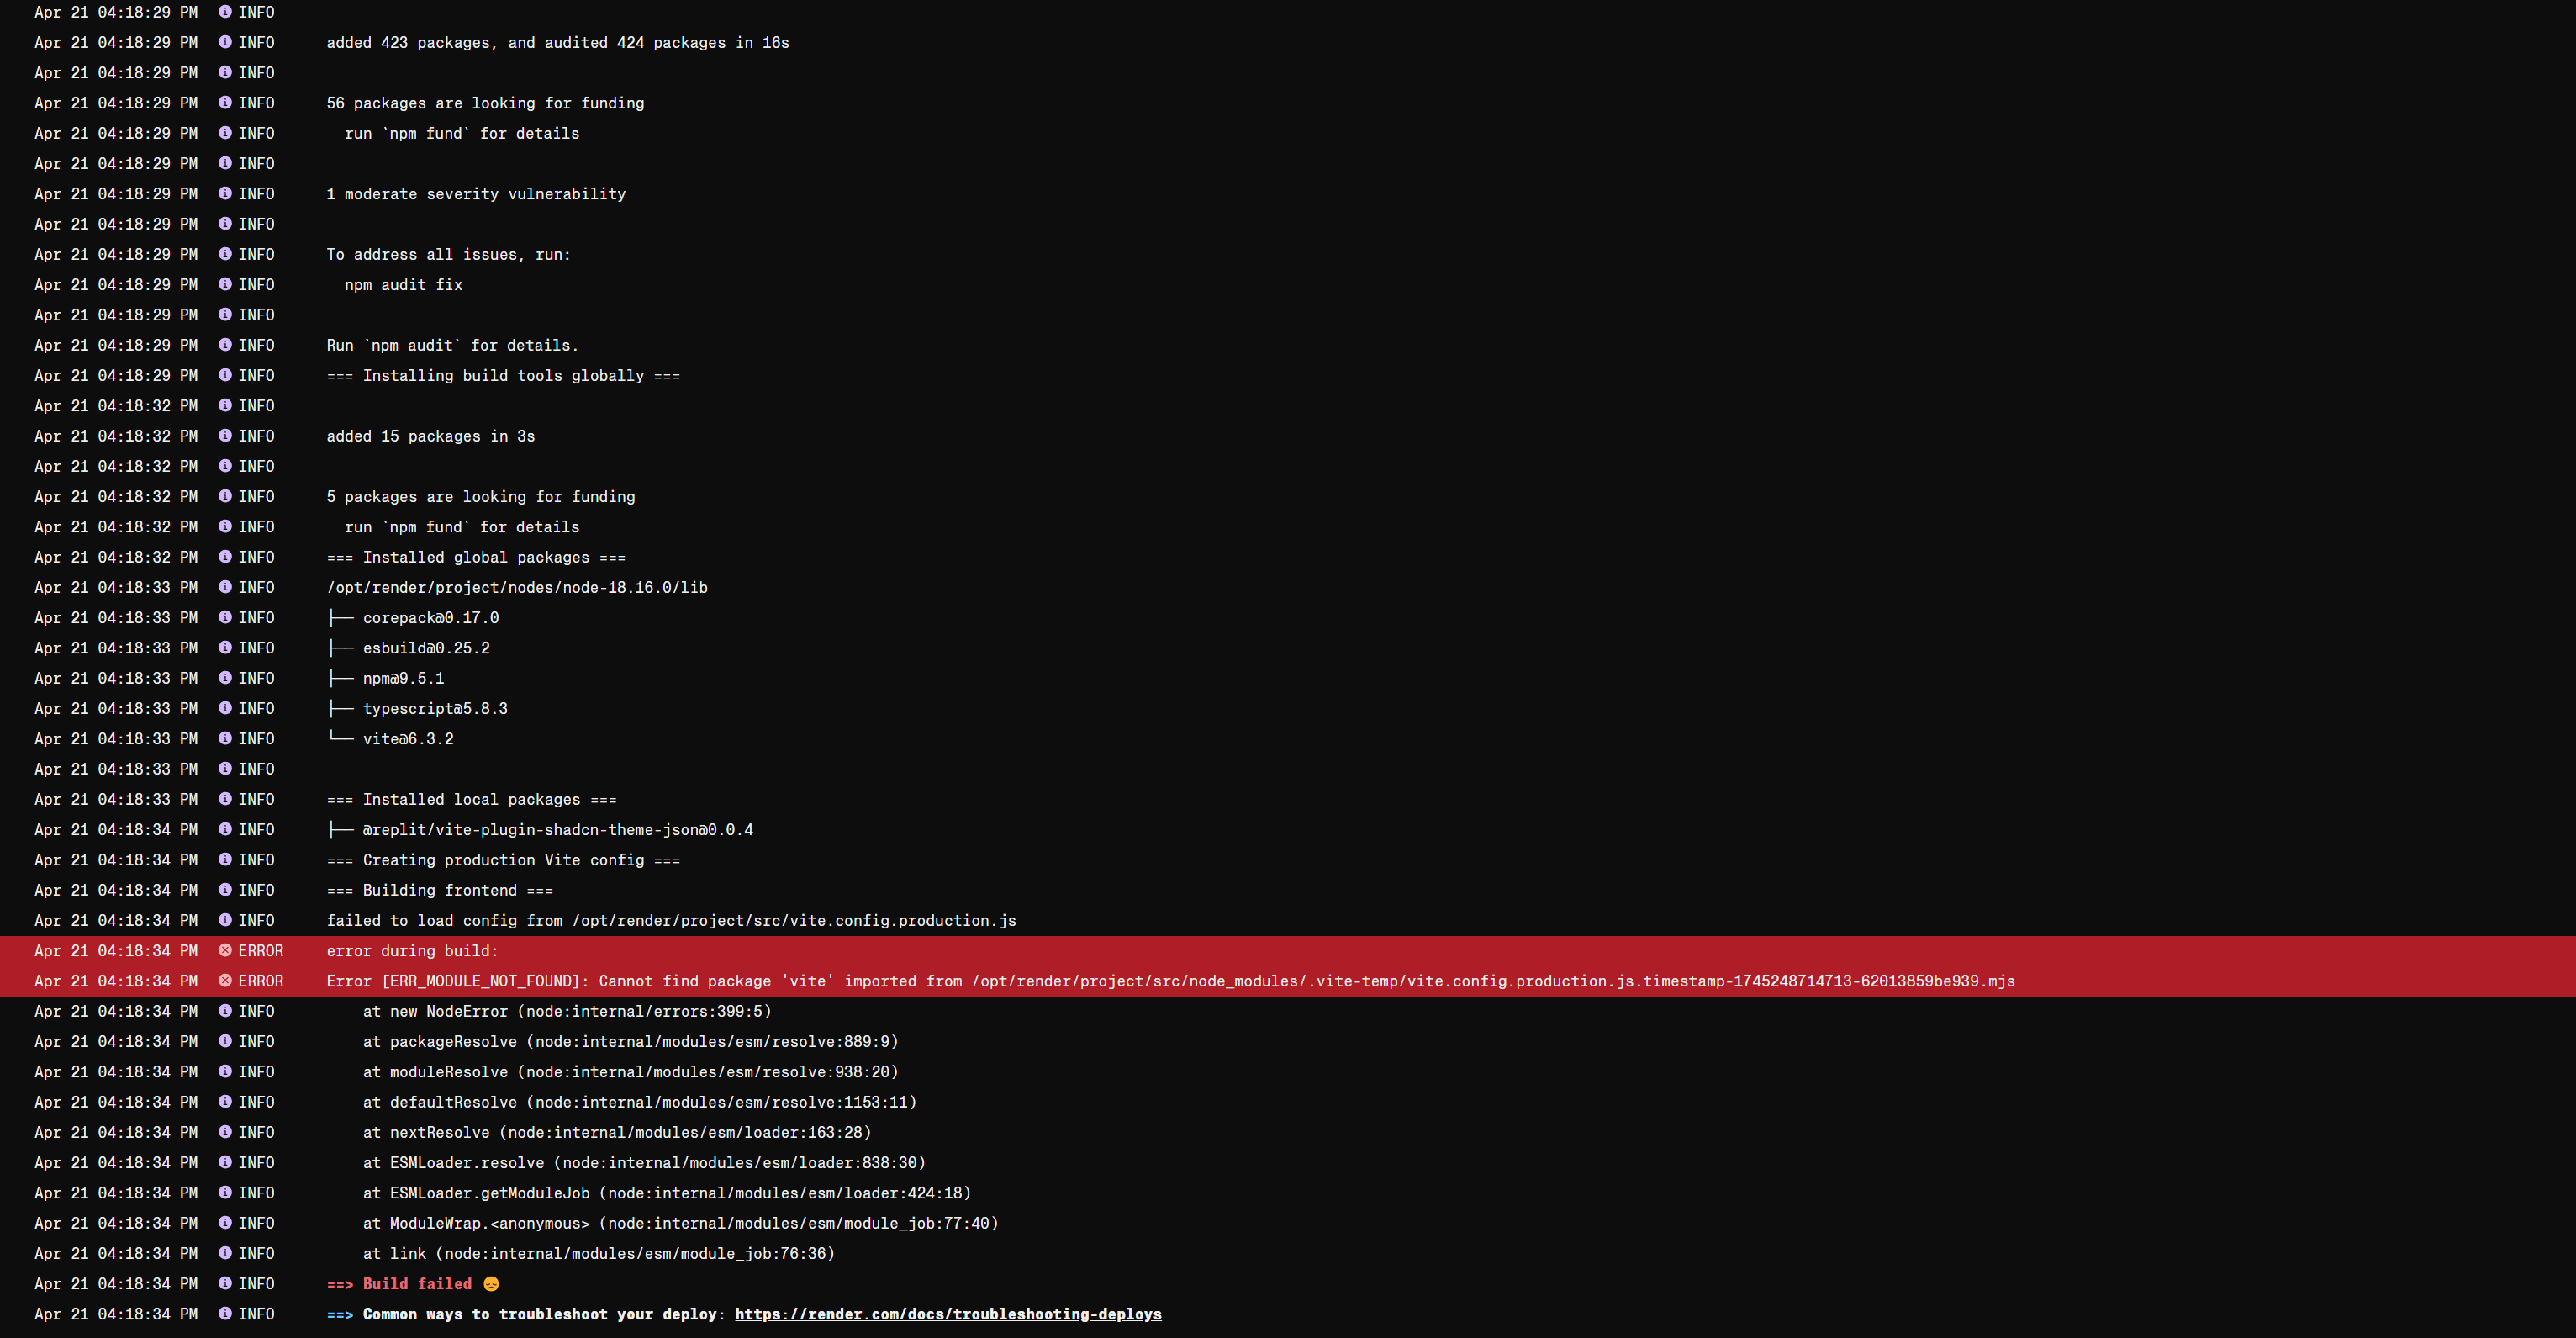 Apr 21 04:18:29 PM INFO
Apr 21 04:18:29 PM INFO added 423 packages, and audited 424 packages in 16s
Apr 21 04:18:29 PM INFO
Apr 21 04:18:29 PM INFO 56 packages are looking for funding
Apr 21 04:18:29 PM INFO   run `npm fund` for details
Apr 21 04:18:29 PM INFO
Apr 21 04:18:29 PM INFO 1 moderate severity vulnerability
Apr 21 04:18:29 PM INFO
Apr 21 04:18:29 PM INFO To address all issues, run:
Apr 21 04:18:29 PM INFO   npm audit fix
Apr 21 04:18:29 PM INFO
Apr 21 04:18:29 PM INFO Run `npm audit` for details.
Apr 21 04:18:29 PM INFO === Installing build tools globally ===
Apr 21 04:18:32 PM INFO
Apr 21 04:18:32 PM INFO added 15 packages in 3s
Apr 21 04:18:32 PM INFO
Apr 21 04:18:32 PM INFO 5 packages are looking for funding
Apr 21 04:18:32 PM INFO   run `npm fund` for details
Apr 21 04:18:32 PM INFO === Installed global packages ===
Apr 21 04:18:33 PM INFO /opt/render/project/nodes/node-18.16.0/lib
Apr 21 04:18:33 PM INFO ├── corepack@0.17.0
Apr 21 04:18:33 PM INFO ├── esbuild@0.25.2
Apr 21 04:18:33 PM INFO ├── npm@9.5.1
Apr 21 04:18:33 PM INFO ├── typescript@5.8.3
Apr 21 04:18:33 PM INFO └── vite@6.3.2
Apr 21 04:18:33 PM INFO
Apr 21 04:18:33 PM INFO === Installed local packages ===
Apr 21 04:18:34 PM INFO ├── @replit/vite-plugin-shadcn-theme-json@0.0.4
Apr 21 04:18:34 PM INFO === Creating production Vite config ===
Apr 21 04:18:34 PM INFO === Building frontend ===
Apr 21 04:18:34 PM INFO failed to load config from /opt/render/project/src/vite.config.production.js
Apr 21 04:18:34 PM ERROR error during build:
Apr 21 04:18:34 PM ERROR Error [ERR_MODULE_NOT_FOUND]: Cannot find package 'vite' imported from /opt/render/project/src/node_modules/.vite-temp/vite.config.production.js.timestamp-1745248714713-62013859be939.mjs
Apr 21 04:18:34 PM INFO     at new NodeError (node:internal/errors:399:5)
Apr 21 04:18:34 PM INFO     at packageResolve (node:internal/modules/esm/resolve:889:9)
Apr 21 04:18:34 PM INFO     at moduleResolve (node:internal/modules/esm/resolve:938:20)
Apr 21 04:18:34 PM INFO     at defaultResolve (node:internal/modules/esm/resolve:1153:11)
Apr 21 04:18:34 PM INFO     at nextResolve (node:internal/modules/esm/loader:163:28)
Apr 21 04:18:34 PM INFO     at ESMLoader.resolve (node:internal/modules/esm/loader:838:30)
Apr 21 04:18:34 PM INFO     at ESMLoader.getModuleJob (node:internal/modules/esm/loader:424:18)
Apr 21 04:18:34 PM INFO     at ModuleWrap.<anonymous> (node:internal/modules/esm/module_job:77:40)
Apr 21 04:18:34 PM INFO     at link (node:internal/modules/esm/module_job:76:36)
Apr 21 04:18:34 PM INFO ==> Build failed 😞
Apr 21 04:18:34 PM INFO ==> Common ways to troubleshoot your deploy: https://render.com/docs/troubleshooting-deploys